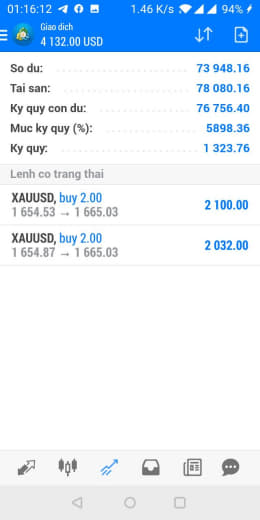 01:16:12 1.46 K/s 94%
Giao dich
4 132.00 USD
So du: 73 948.16
Tai san: 78 080.16
Ky quy con du: 76 756.40
Muc ky quy (%): 5898.36
Ky quy: 1 323.76
Lenh co trang thai
XAUUSD, buy 2.00
1 654.53 → 1 665.03 2 100.00
XAUUSD, buy 2.00
1 654.87 → 1 665.03 2 032.00